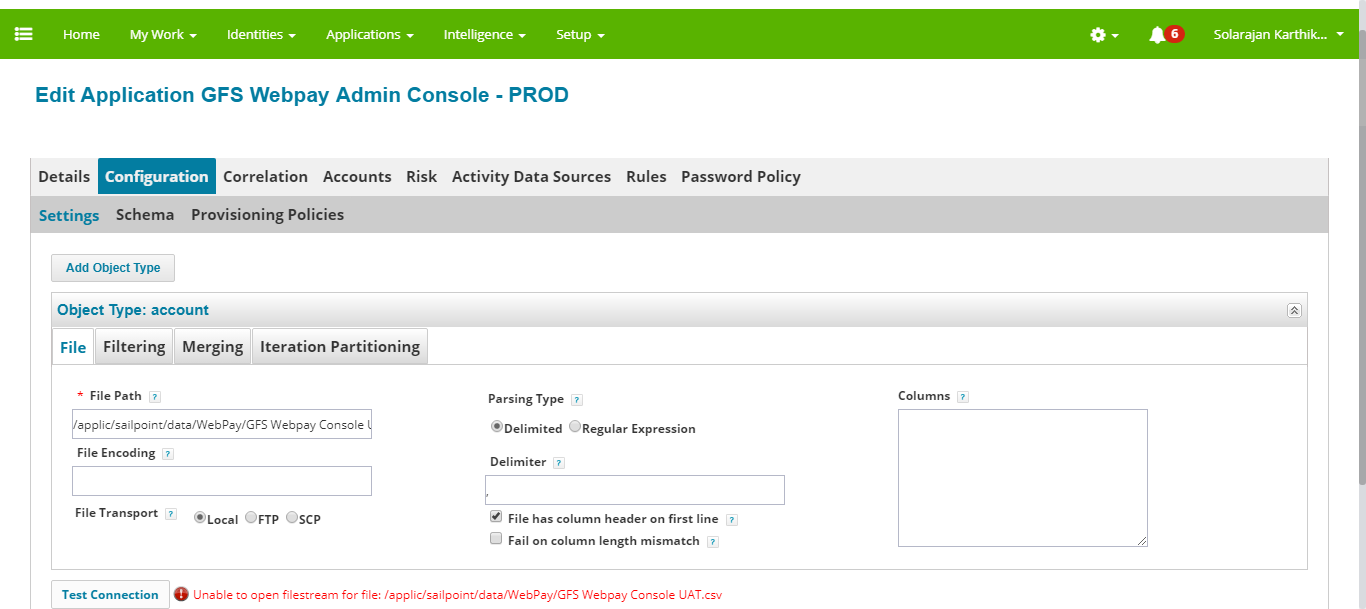 Home My Work Identities Applications Intelligence Setup 6 Solarajan Karthik...
Edit Application GFS Webpay Admin Console - PROD
Details Configuration Correlation Accounts Risk Activity Data Sources Rules Password Policy
Settings Schema Provisioning Policies
Add Object Type
Object Type: account
File Filtering Merging Iteration Partitioning
* File Path ?
/applic/sailpoint/data/WebPay/GFS Webpay Console U
File Encoding ?
File Transport ? Local FTP SCP
Parsing Type ?
Delimited Regular Expression
Delimiter ?
,
File has column header on first line ?
Fail on column length mismatch ?
Columns ?
Test Connection Unable to open filestream for file: /applic/sailpoint/data/WebPay/GFS Webpay Console UAT.csv